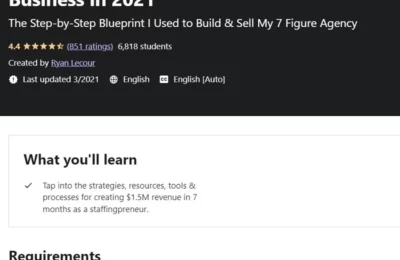 Business in 2021
The Step-by-Step Blueprint I Used to Build & Sell My 7 Figure Agency
4.4 (851 ratings) 6,818 students
Created by Ryan Lecour
Last updated 3/2021 English English [Auto]
What you'll learn
Tap into the strategies, resources, tools &
processes for creating $1.5M revenue in 7
months as a staffingpreneur.
Requirements